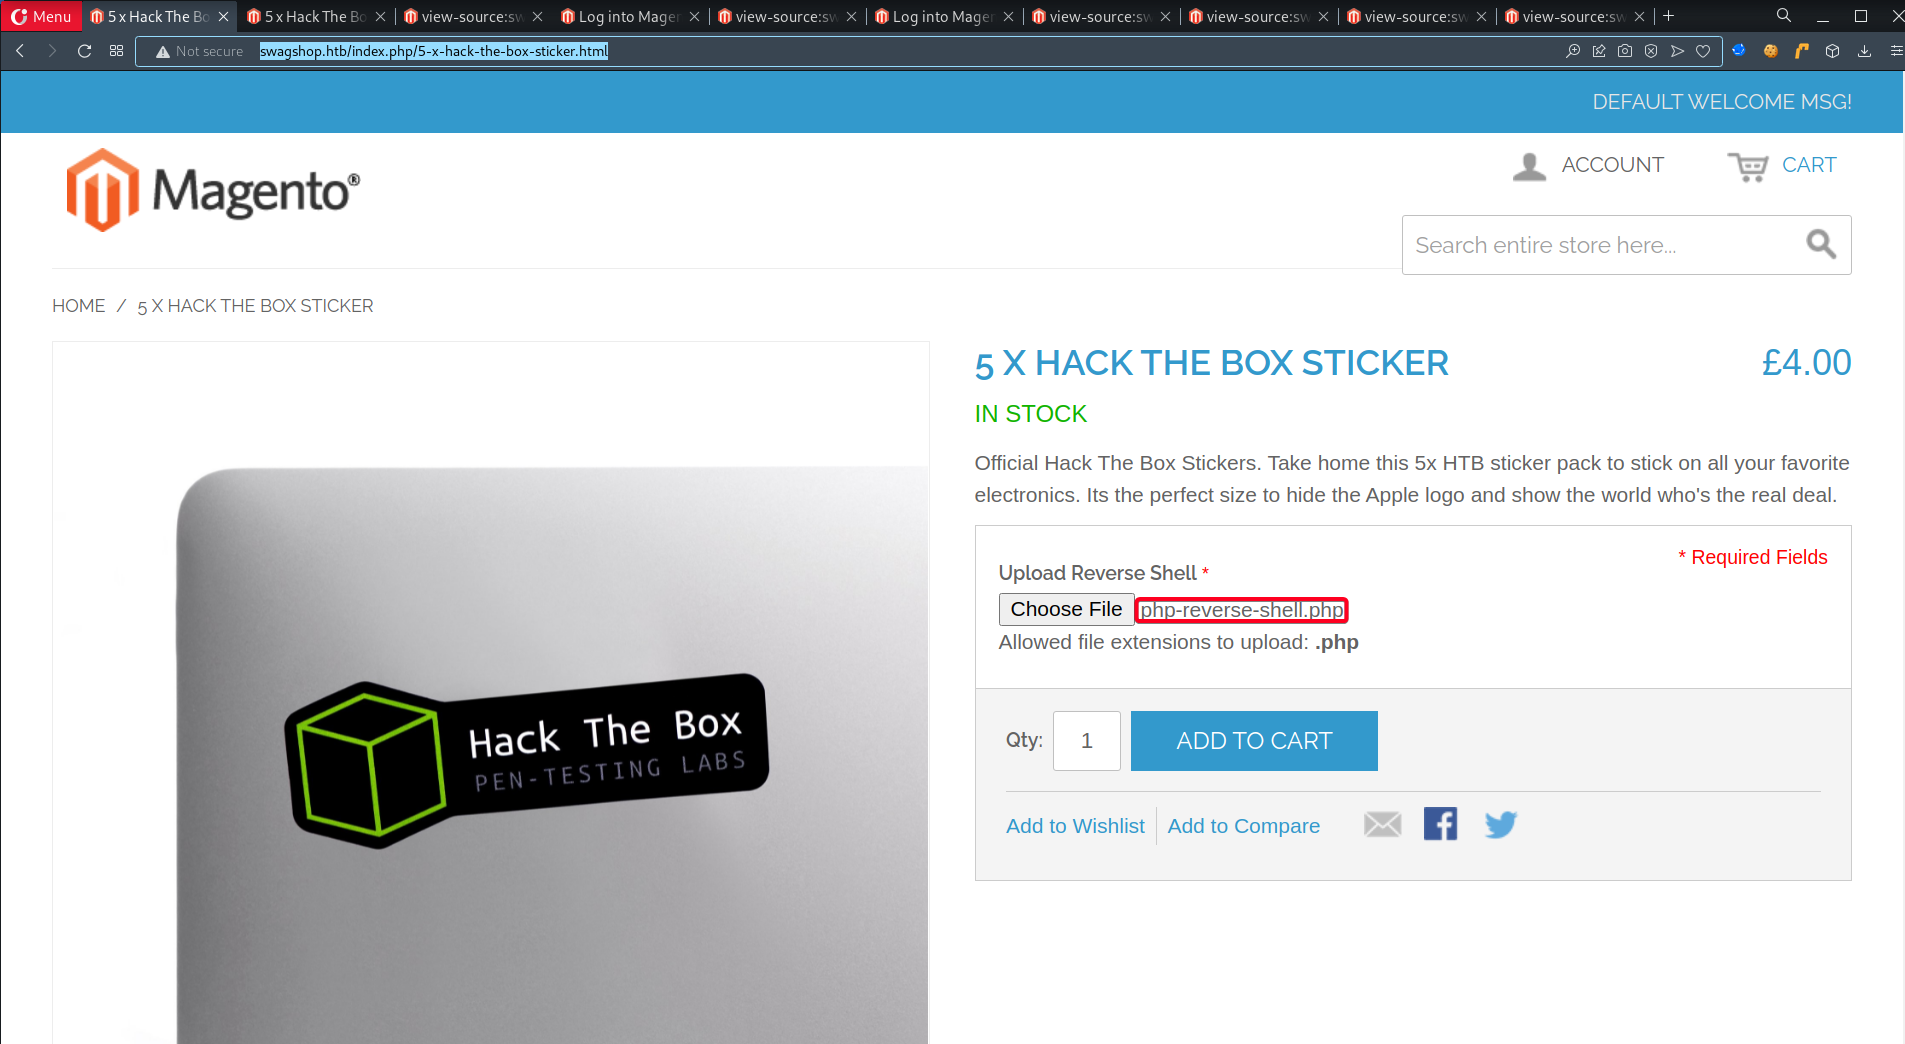 Menu
5 x Hack The Bo
5 x Hack The Bo
view-source:sw
Log into Magen
view-source:sw
Log into Magen
view-source:sw
view-source:sw
view-source:sw
view-source:sw
Not secure
swagshop.htb/index.php/5-x-hack-the-box-sticker.html
DEFAULT WELCOME MSG!
Magento®
ACCOUNT
CART
Search entire store here...
HOME / 5 X HACK THE BOX STICKER
5 X HACK THE BOX STICKER
£4.00
IN STOCK
Official Hack The Box Stickers. Take home this 5x HTB sticker pack to stick on all your favorite
electronics. Its the perfect size to hide the Apple logo and show the world who's the real deal.
* Required Fields
Upload Reverse Shell *
Choose File php-reverse-shell.php
Allowed file extensions to upload: .php
Hack The Box
PEN-TESTING LABS
Qty: 1
ADD TO CART
Add to Wishlist
Add to Compare